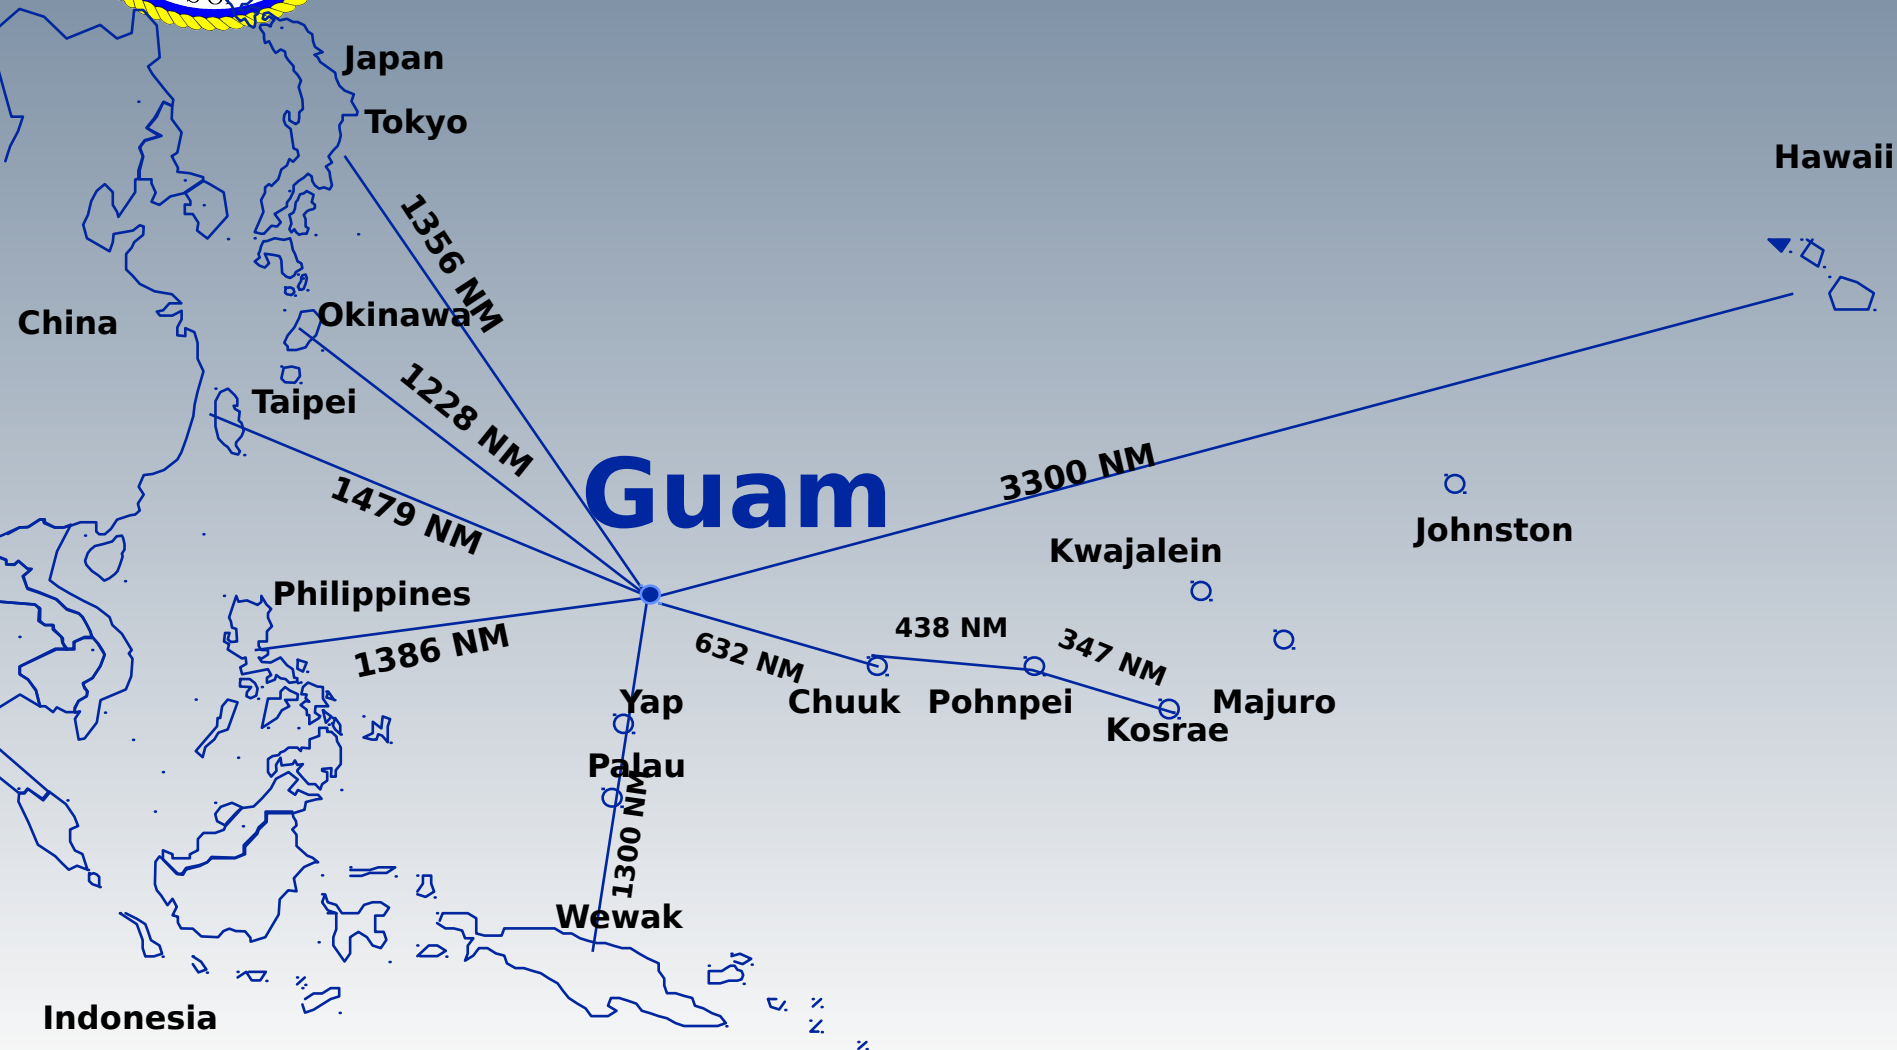 Japan
Tokyo
Hawaii
1356 NM
Okinawa
China
Taipei
1228 NM
Guam
3300 NM
1479 NM
Johnston
Kwajalein
Philippines
1386 NM
438 NM
632 NM
347 NM
Yap
Chuuk
Pohnpei
Majuro
Kosrae
Palau
1300 NM
Wewak
Indonesia